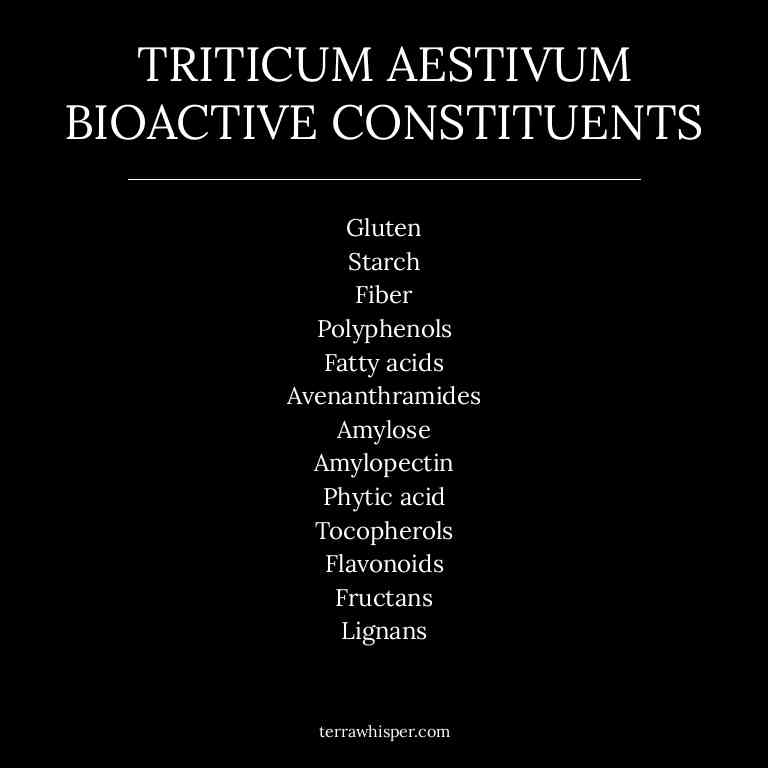 TRITICUM AESTIVUM
BIOACTIVE CONSTITUENTS
Gluten
Starch
Fiber
Polyphenols
Fatty acids
Avenanthramides
Amylose
Amylopectin
Phytic acid
Tocopherols
Flavonoids
Fructans
Lignans
terrawhisper.com